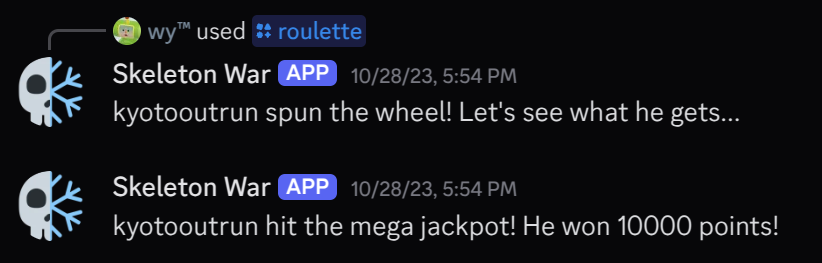 wy™ used roulette
Skeleton War APP 10/28/23, 5:54 PM
kyotooutrun spun the wheel! Let's see what he gets...
Skeleton War APP 10/28/23, 5:54 PM
kyotooutrun hit the mega jackpot! He won 10000 points!